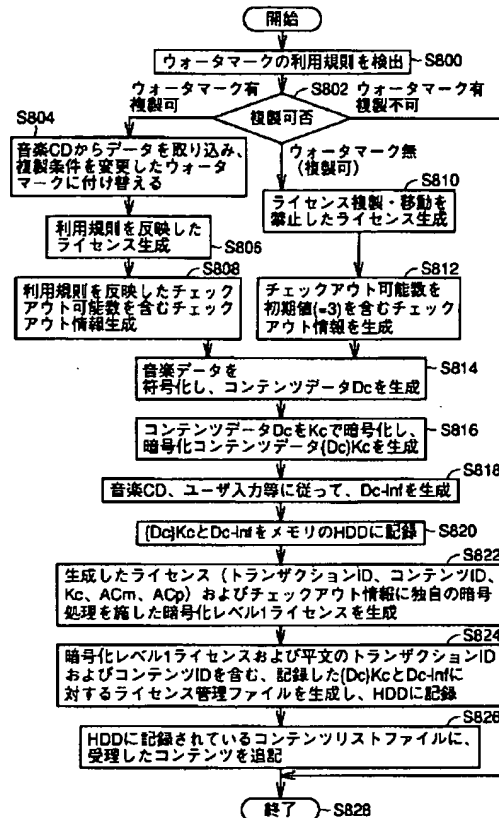 開始
ウォータマークの利用規則を検出
S800
ウォータマーク有
複製可
S802
ウォータマーク有
複製不可
複製可否
S804
音楽CDからデータを取り込み、
複製条件を変更したウォータ
マークに付け替える
ウォータマーク無
(複製可)
S810
ライセンス複製・移動を
禁止したライセンス生成
利用規則を反映した
ライセンス生成
S806
S808
利用規則を反映したチェック
アウト可能数を含むチェック
アウト情報生成
S812
チェックアウト可能数を
初期値(=3)を含むチェック
アウト情報を生成
音楽データを
符号化し、コンテンツデータDcを生成
S814
コンテンツデータDcをKcで暗号化し、
暗号化コンテンツデータ{Dc}Kcを生成
S816
S818
音楽CD、ユーザ入力等に従って、Dc-Infを生成
{Dc}KcとDc-InfをメモリのHDDに記録
S820
S822
生成したライセンス(トランザクションID、コンテンツID、
Kc、ACm、ACp)およびチェックアウト情報に独自の暗号
処理を施した暗号化レベル1ライセンスを生成
S824
暗号化レベル1ライセンスおよび平文のトランザクションID
およびコンテンツIDを含む、記録した{Dc}KcとDc-Infに
対するライセンス管理ファイルを生成し、HDDに記録
S826
HDDに記録されているコンテンツリストファイルに、
受理したコンテンツを追記
終了
S828